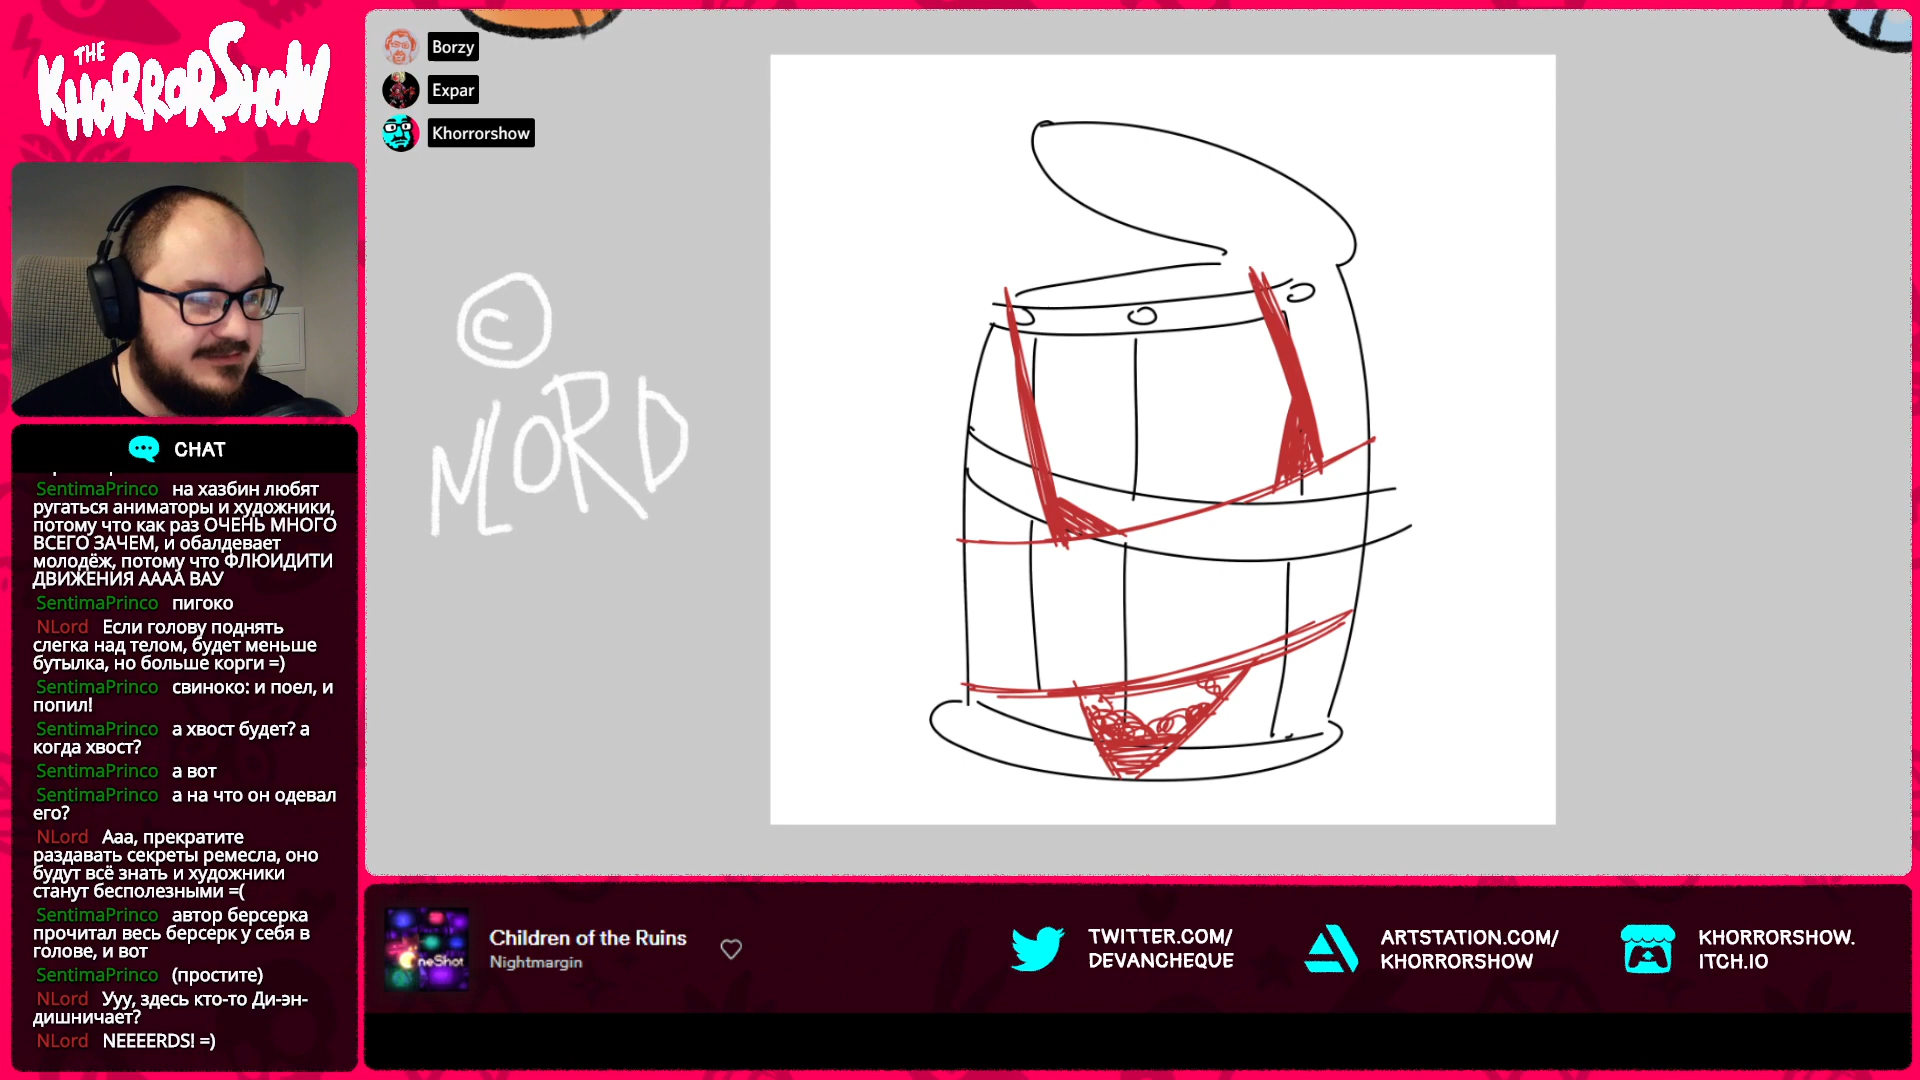 THE
KHORRORSHOW
Borzy
Expar
Khorrorshow
©
NLORD
CHAT
SentimaPrinco на хазбин любят
ругаться аниматоры и художники,
потому что как раз ОЧЕНЬ МНОГО
ВСЕГО ЗАЧЕМ, и обалдевает
молодёж, потому что ФЛЮИДИТИ
ДВИЖЕНИЯ АААА ВАУ
SentimaPrinco пигоко
NLord Если голову поднять
слегка над телом, будет меньше
бутылка, но больше корги =)
SentimaPrinco свиноко: и поел, и
попил!
SentimaPrinco а хвост будет? а
когда хвост?
SentimaPrinco а вот
SentimaPrinco а на что он одевал
его?
NLord Ааа, прекратите
раздавать секреты ремесла, оно
будут всё знать и художники
станут бесполезными =(
SentimaPrinco автор берсерка
прочитал весь берсерк у себя в
голове, и вот
SentimaPrinco (простите)
NLord Ууу, здесь кто-то Ди-эн-
дишничает?
NLord NEEEERDS! =)
neShot
Children of the Ruins
Nightmargin
TWITTER.COM/
DEVANCHEQUE
ARTSTATION.COM/
KHORRORSHOW
KHORRORSHOW.
ITCH.IO